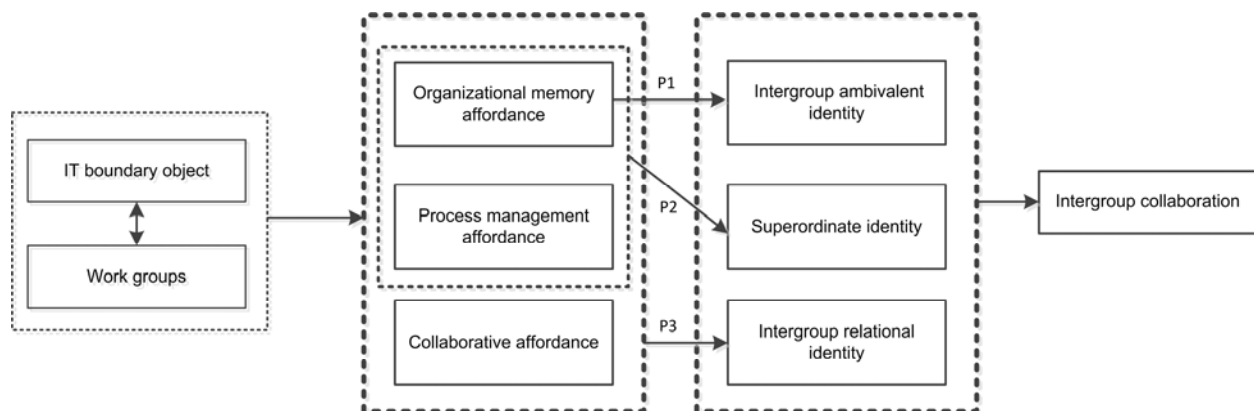 IT boundary object
Work groups
Organizational memory
affordance
Process management
affordance
Collaborative affordance
P1
P2
P3
Intergroup ambivalent
identity
Superordinate identity
Intergroup relational
identity
Intergroup collaboration